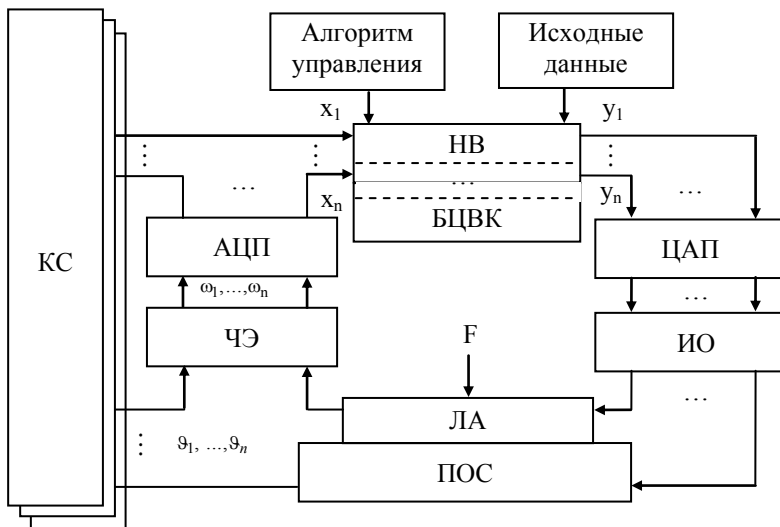 Алгоритм
управления
Исходные
данные
x1
y1
НВ
...
...
...
...
...
...
xn
yn
БЦВК
КС
АЦП
ЦАП
ω1,...,ωn
...
ЧЭ
F
ИО
...
ЛА
...
ϑ1, ...,ϑn
ПОС